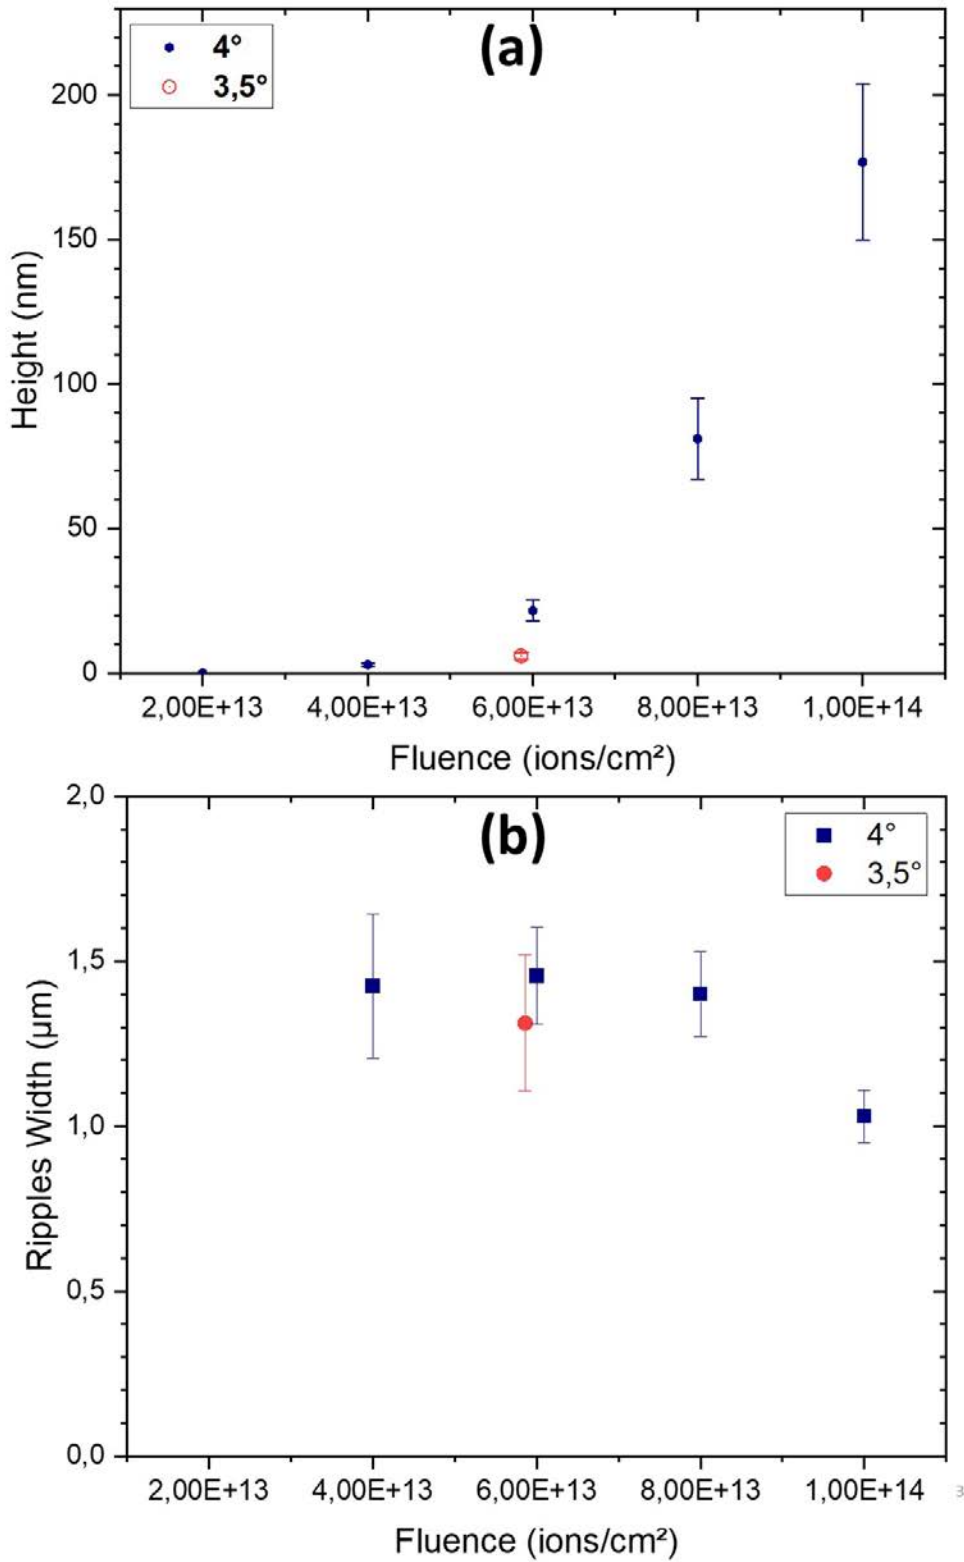 (a)
4°
3,5°
200
150
100
50
0
Height (nm)
2,00E+13 4,00E+13 6,00E+13 8,00E+13 1,00E+14
Fluence (ions/cm²)
(b)
4°
3,5°
2,0
1,5
1,0
0,5
0,0
Ripples Width (μm)
2,00E+13 4,00E+13 6,00E+13 8,00E+13 1,00E+14
3
Fluence (ions/cm²)